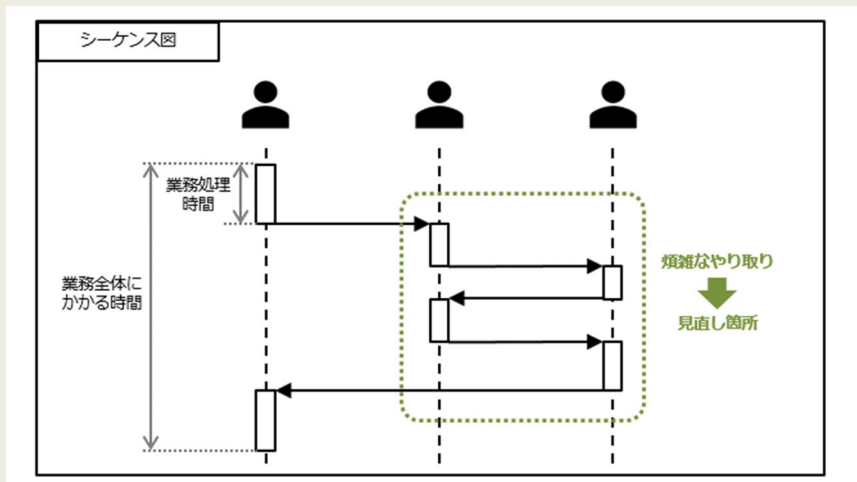 シーケンス図
業務処理
時間
業務全体に
かかる時間
煩雑なやり取り
見直し箇所